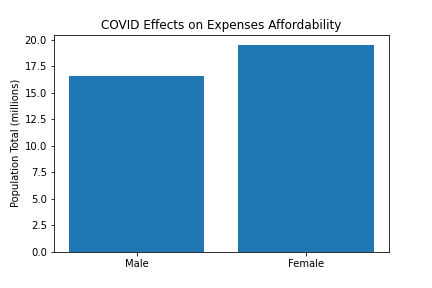 COVID Effects on Expenses Affordability
Population Total (millions)
20.0
17.5
15.0
12.5
10.0
7.5
5.0
2.5
0.0
Male
Female